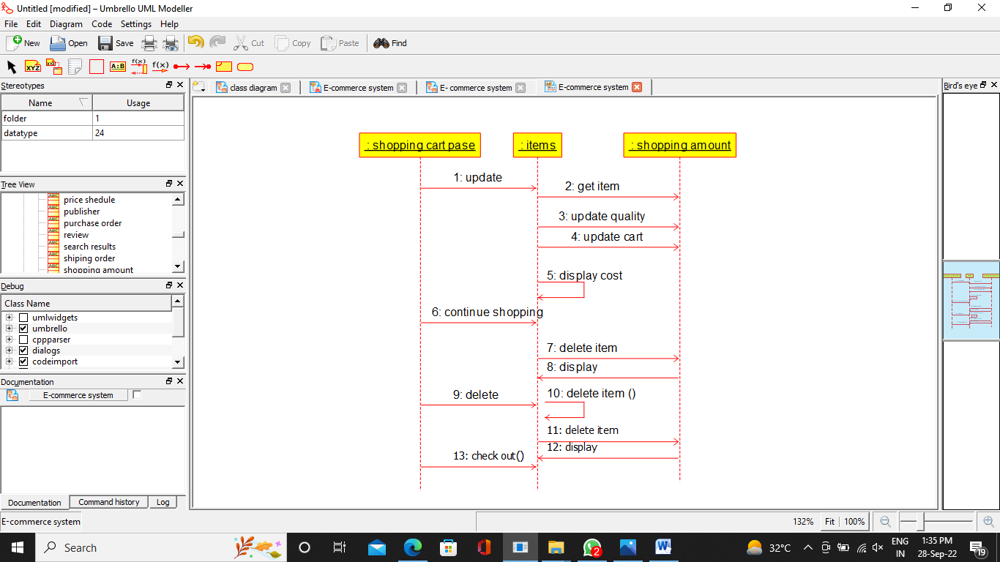 Untitled [modified] – Umbrello UML Modeller
File Edit Diagram Code Settings Help
New Open Save Cut Copy Paste Find
XYZ XYZ A:B f(x) f(x)
Stereotypes
Name Usage
folder 1
datatype 24
Tree View
price shedule
publisher
purchase order
review
search results
shiping order
shopping amount
Debug
Class Name
umlwidgets
umbrello
cppparser
dialogs
codeimport
Documentation
E-commerce system
Documentation Command history Log
class diagram E-commerce system E- commerce system E-commerce system
: shopping cart pase : items : shopping amount
1: update
2: get item
3: update quality
4: update cart
5: display cost
6: continue shopping
7: delete item
8: display
9: delete
10: delete item ()
11: delete item
12: display
13: check out()
Bird's eye
E-commerce system 132% Fit 100%
Search 2 32°C ENG IN 1:35 PM 28-Sep-22 19